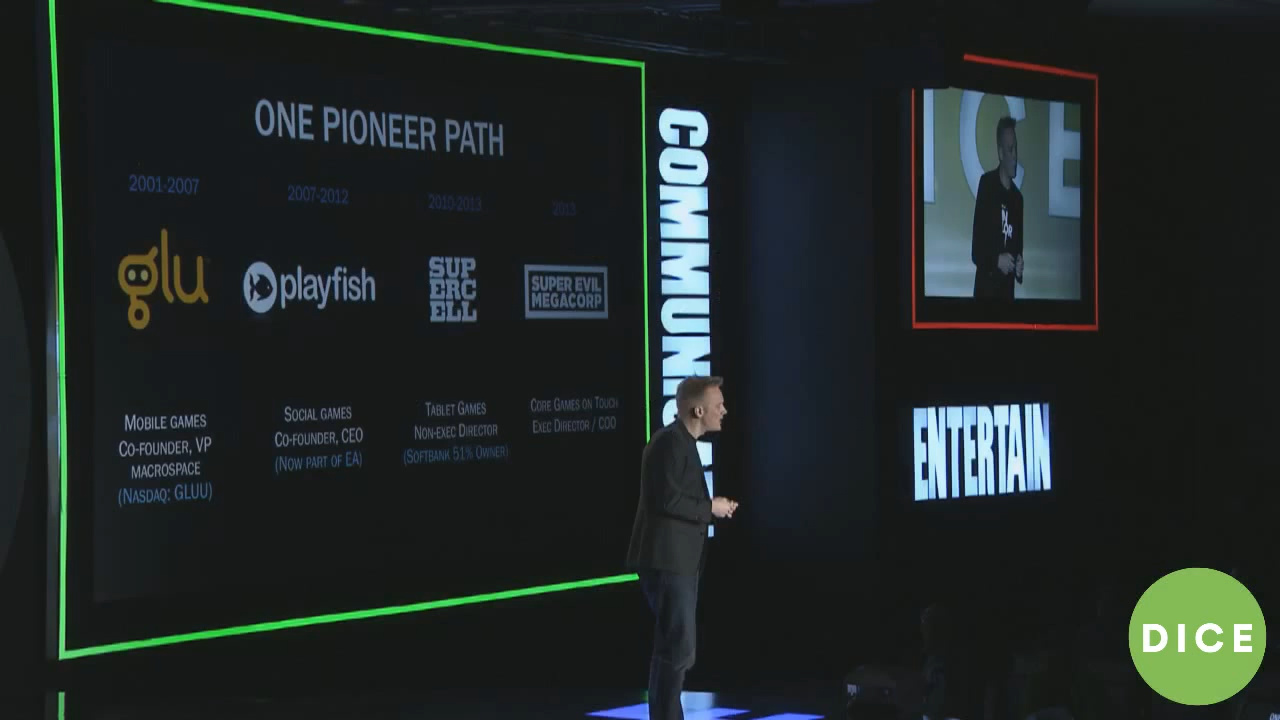 ONE PIONEER PATH
2001-2007
2007-2012
2010-2013
2013
glu
playfish
SUP
ERC
ELL
SUPER EVIL
MEGACORP
MOBILE GAMES
CO-FOUNDER, VP
MACROSPACE
(NASDAQ: GLUU)
SOCIAL GAMES
CO-FOUNDER, CEO
(NOW PART OF EA)
TABLET GAMES
NON-EXEC DIRECTOR
(SOFTBANK 51% OWNER)
CORE GAMES ON TOUCH
EXEC DIRECTOR / COO
ENTERTAIN
DICE